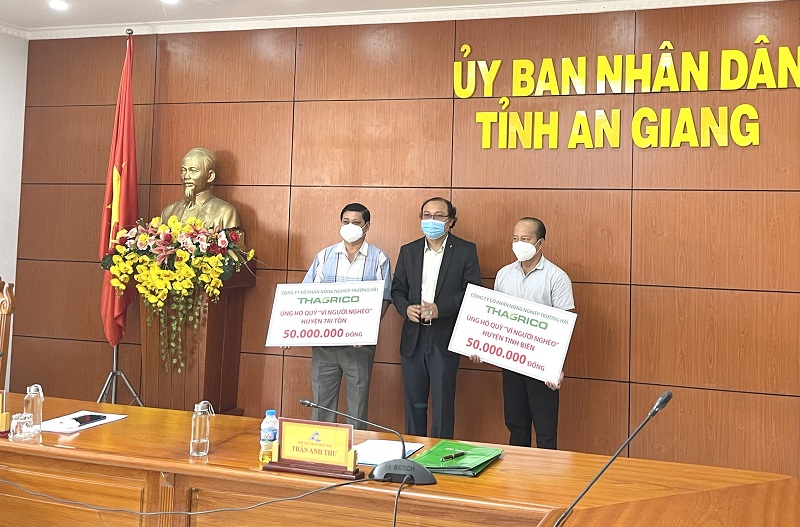 ỦY BAN NHÂN DÂN
TỈNH AN GIANG
CÔNG TY CỔ PHẦN NÔNG NGHIỆP TRƯỜNG HẢI
THAGRICO
ỦNG HỘ QUỸ "VÌ NGƯỜI NGHÈO"
HUYỆN TRI TÔN
50.000.000 ĐỒNG
CÔNG TY CỔ PHẦN NÔNG NGHIỆP TRƯỜNG HẢI
THAGRICO
ỦNG HỘ QUỸ "VÌ NGƯỜI NGHÈO"
HUYỆN TỊNH BIÊN
50.000.000 ĐỒNG
TRẦN ANH THƯ
BOSCH